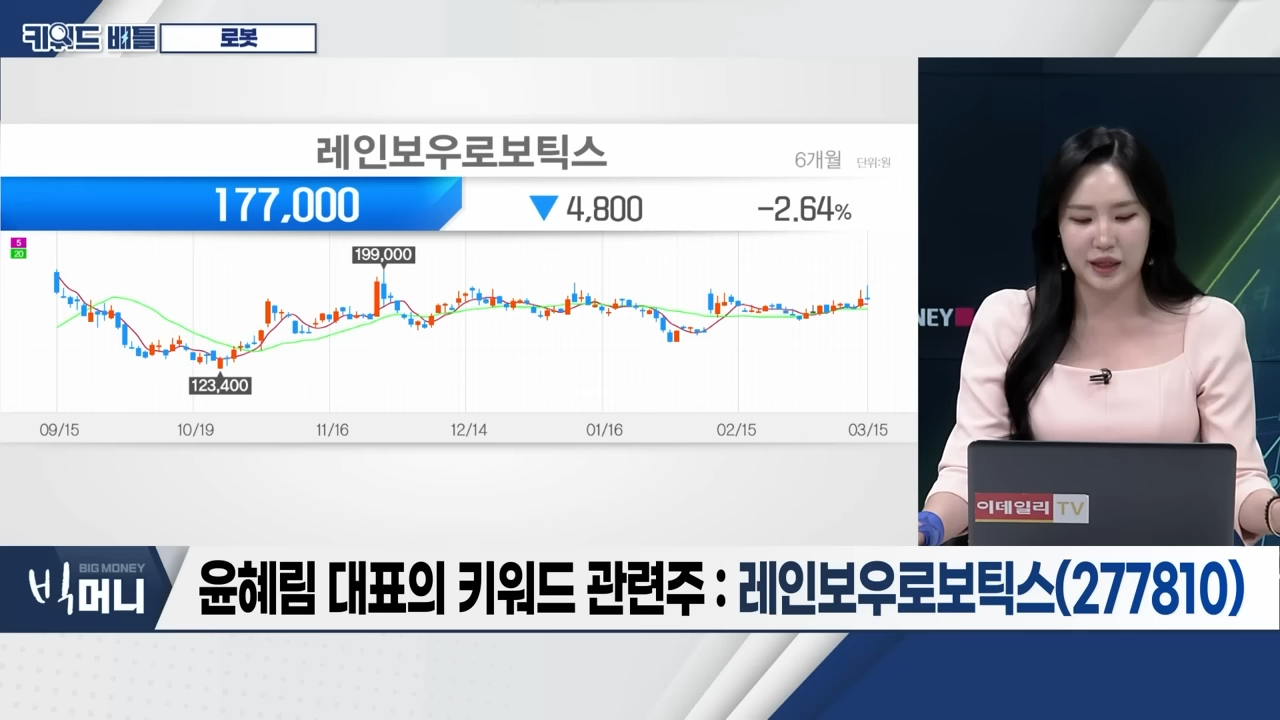 키워드 배틀
로봇
레인보우로보틱스
6개월 단위:원
177,000
▼ 4,800
-2.64%
5
20
199,000
123,400
09/15 10/19 11/16 12/14 01/16 02/15 03/15
NEY
이데일리 TV
BIG MONEY
빅머니
윤혜림 대표의 키워드 관련주 : 레인보우로보틱스(277810)